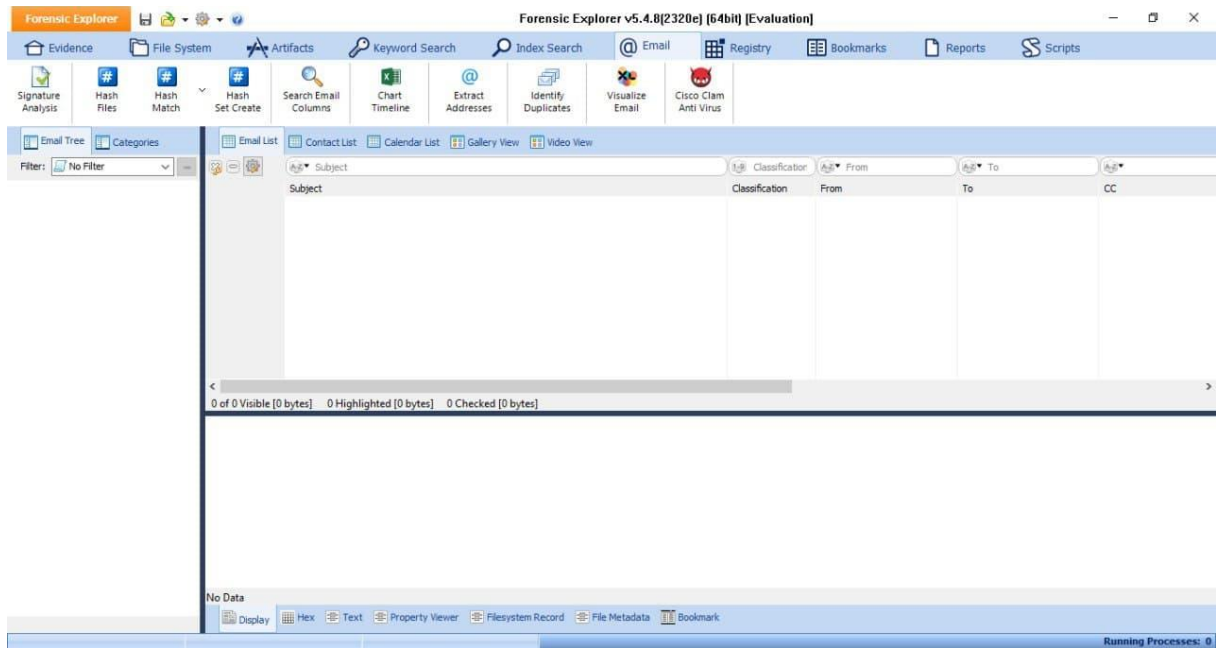 Forensic Explorer
Forensic Explorer v5.4.8[2320e] [64bit] [Evaluation]
Evidence File System Artifacts Keyword Search Index Search Email Registry Bookmarks Reports Scripts
Signature Analysis
Hash Files
Hash Match
Hash Set Create
Search Email Columns
Chart Timeline
Extract Addresses
Identify Duplicates
Visualize Email
Cisco Clam Anti Virus
Email Tree Categories
Email List Contact List Calendar List Gallery View Video View
Filter: No Filter
Subject Classification From To
Subject Classification From To CC
0 of 0 Visible [0 bytes] 0 Highlighted [0 bytes] 0 Checked [0 bytes]
No Data
Display Hex Text Property Viewer Filesystem Record File Metadata Bookmark
Running Processes: 0